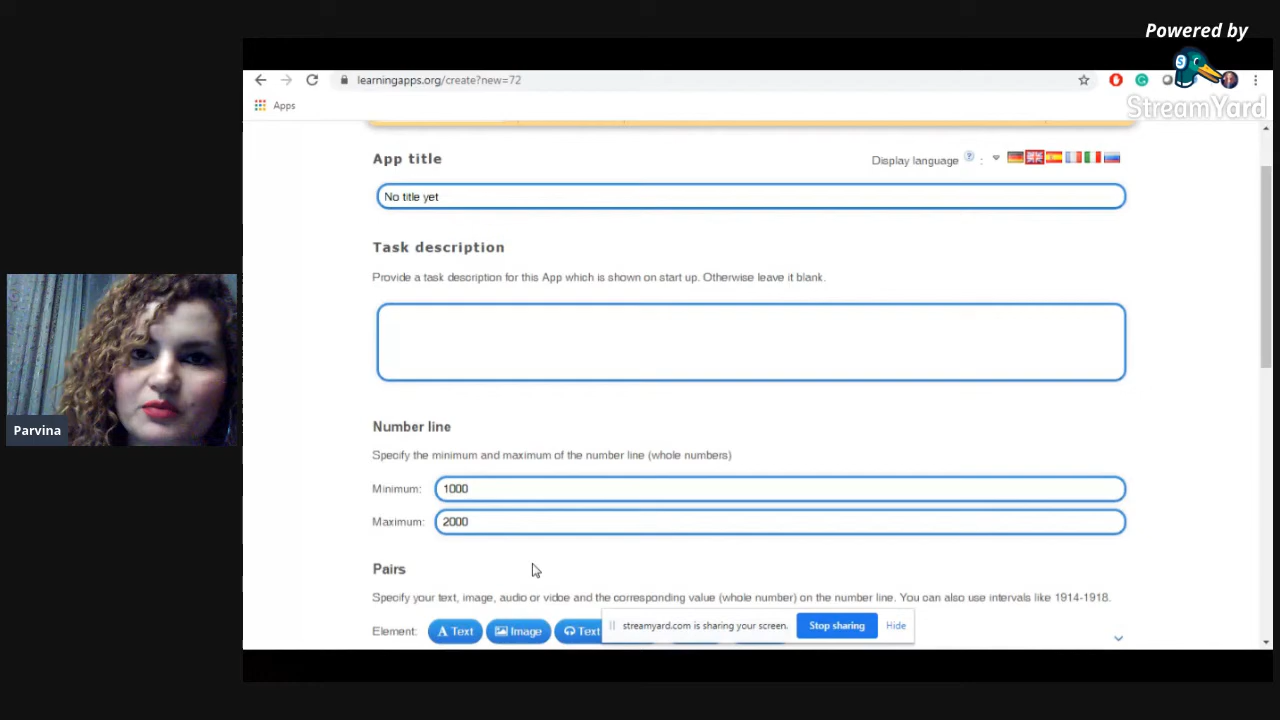 Powered by
StreamYard
learningapps.org/create?new=72
Apps
App title
Display language ? :
No title yet
Task description
Provide a task description for this App which is shown on start up. Otherwise leave it blank.
Parvina
Number line
Specify the minimum and maximum of the number line (whole numbers)
Minimum: 1000
Maximum: 2000
Pairs
Specify your text, image, audio or vidoe and the corresponding value (whole number) on the number line. You can also use intervals like 1914-1918.
streamyard.com is sharing your screen. Stop sharing Hide
Element: A Text Image Text